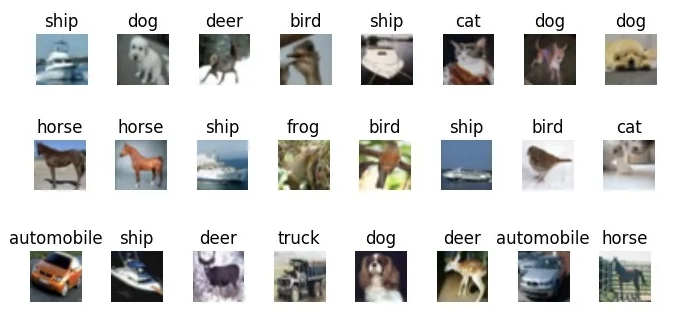 ship dog deer bird ship cat dog dog
horse horse ship frog bird ship bird cat
automobile ship deer truck dog deer automobile horse